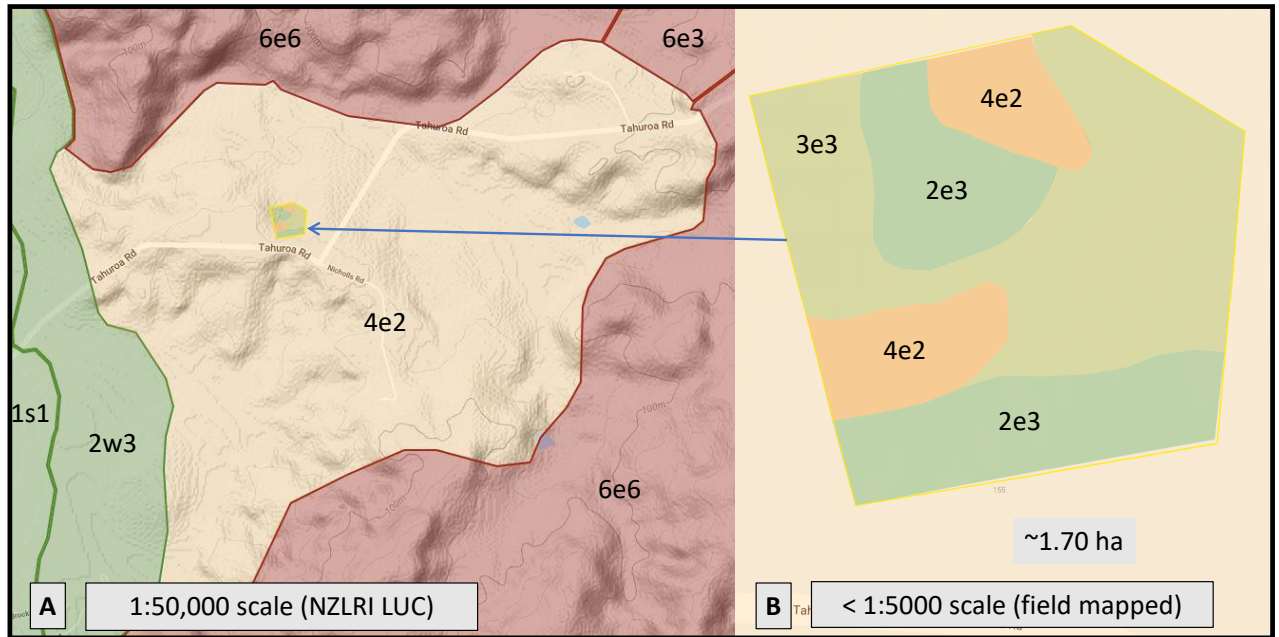 6e6
6e3
100m
Tahuroa Rd
Tahuroa Rd
Tahuroa Rd
Tahuroa Rd
Nicholls Rd
4e2
100m
1s1
2w3
6e6
100m
A
1:50,000 scale (NZLRI LUC)
4e2
3e3
2e3
4e2
2e3
155
~1.70 ha
B
< 1:5000 scale (field mapped)